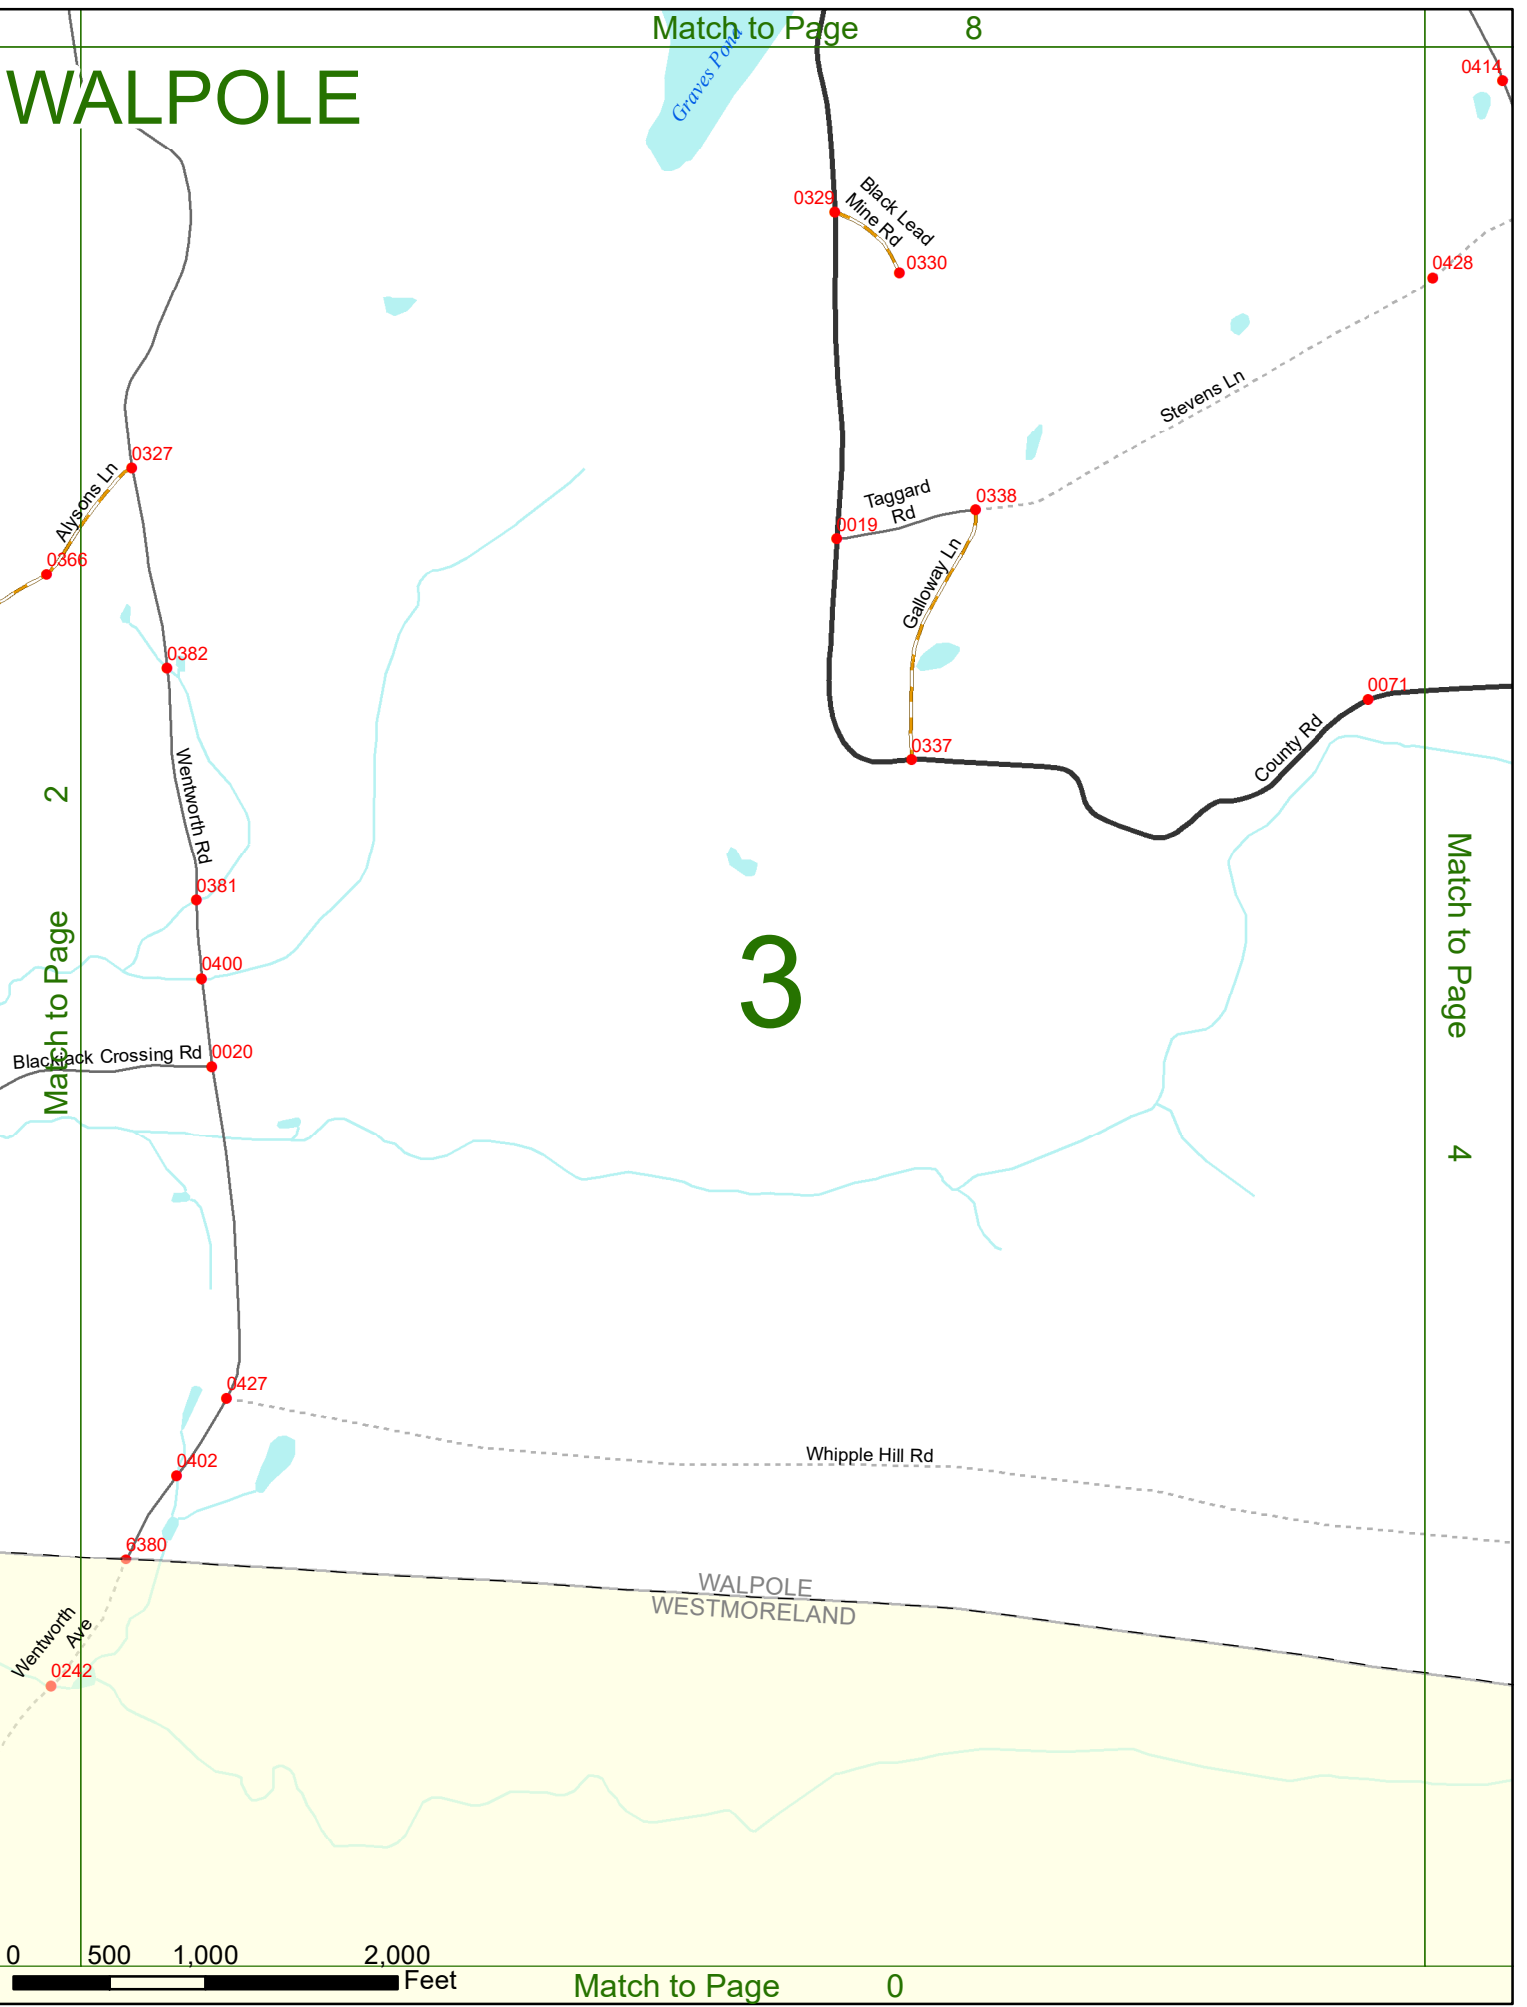 Match to Page 8
WALPOLE
Graves Pond
0414
0329
Black Lead
Mine Rd
0330
0428
Stevens Ln
0327
Alysons Ln
0366
Taggard
Rd
0338
0019
Galloway Ln
0382
0071
0337
County Rd
Wentworth Rd
Match to Page 2
0381
3
Match to Page 4
0400
Blackjack Crossing Rd
0020
0427
Whipple Hill Rd
0402
6380
WALPOLE
WESTMORELAND
Wentworth
Ave
0242
0 500 1,000 2,000
Feet
Match to Page 0